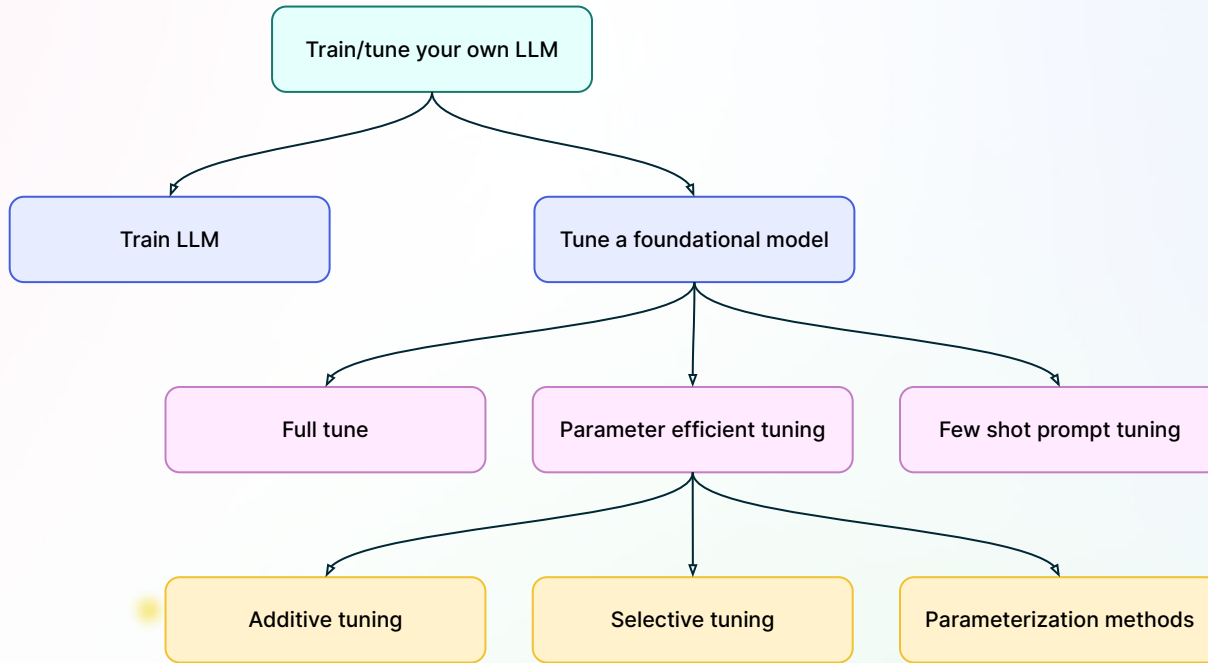 Train/tune your own LLM
Train LLM
Tune a foundational model
Full tune
Parameter efficient tuning
Few shot prompt tuning
Additive tuning
Selective tuning
Parameterization methods